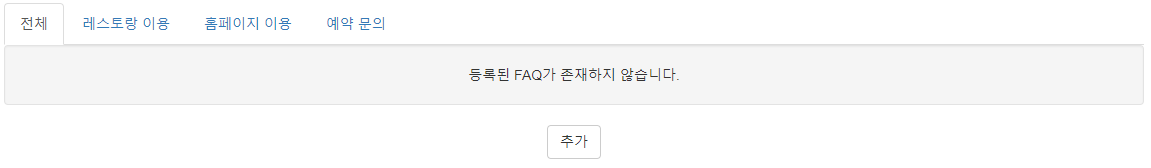 전체 레스토랑 이용 홈페이지 이용 예약 문의
등록된 FAQ가 존재하지 않습니다.
추가